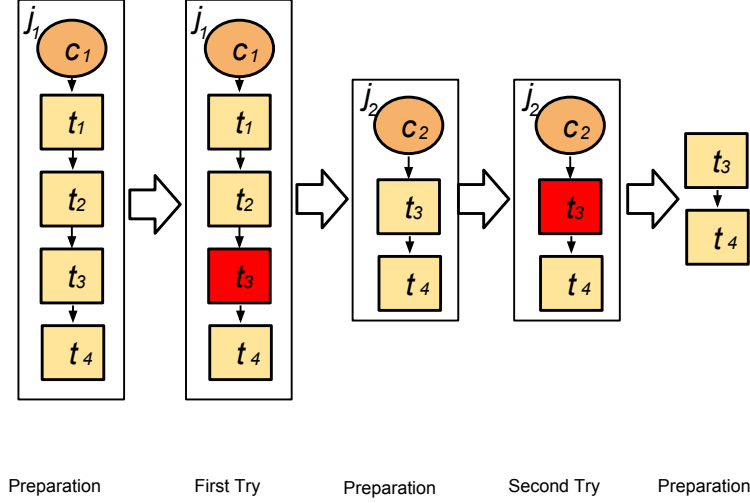 j1
c1
t1
t2
t3
t4
j1
c1
t1
t2
t3
t4
j2
c2
t3
t4
j2
c2
t3
t4
t3
t4
Preparation
First Try
Preparation
Second Try
Preparation